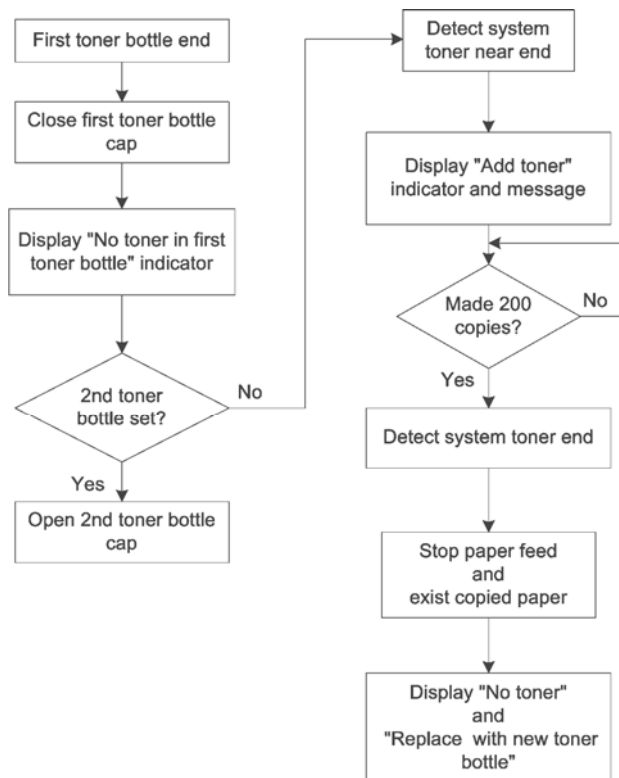 First toner bottle end
Close first toner bottle
cap
Display "No toner in first
toner bottle" indicator
2nd toner
bottle set?
No
Yes
Open 2nd toner bottle
cap
Detect system
toner near end
Display "Add toner"
indicator and message
Made 200
copies?
No
Yes
Detect system toner end
Stop paper feed
and
exist copied paper
Display "No toner"
and
"Replace with new toner
bottle"